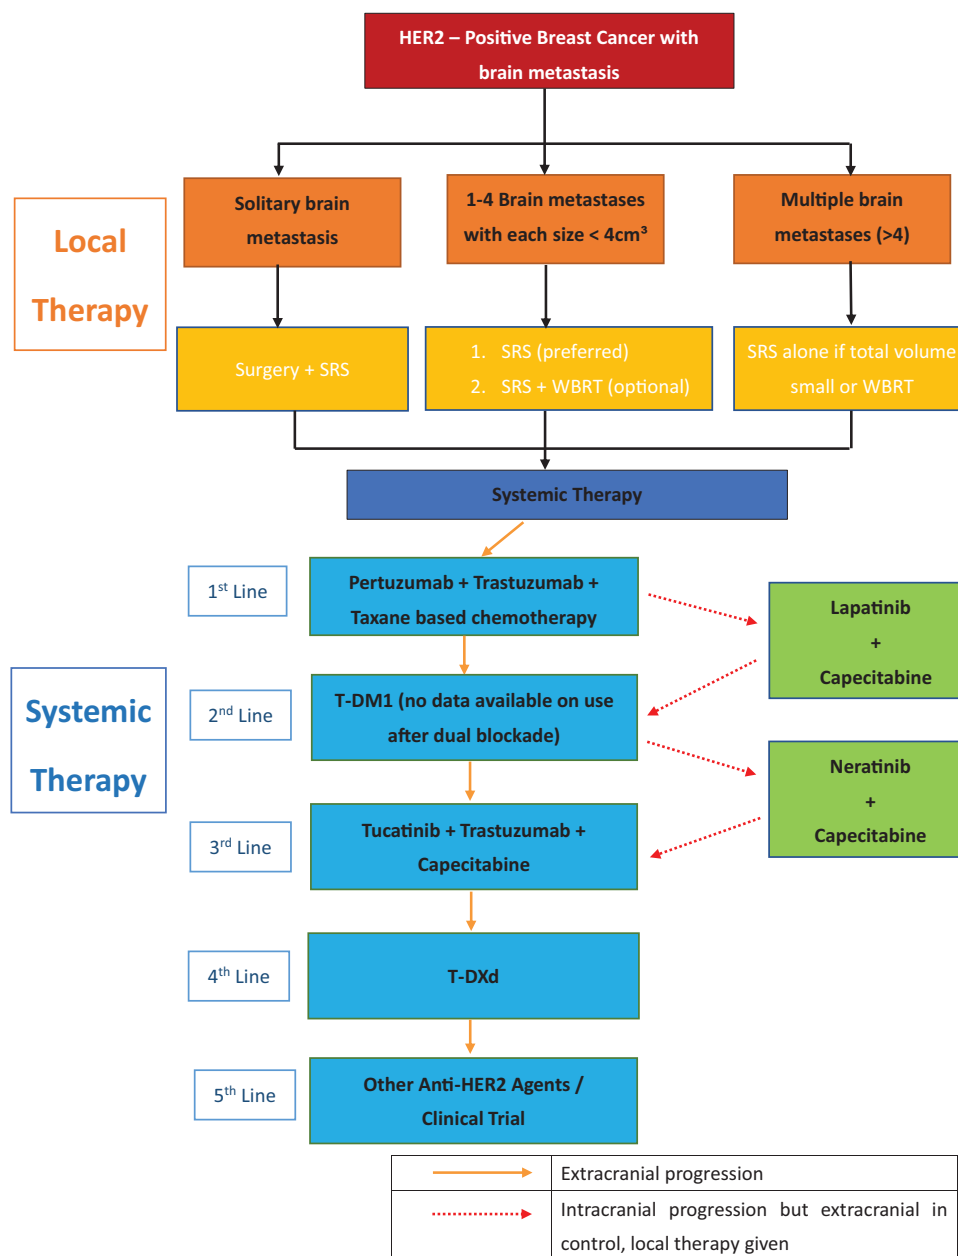 HER2 – Positive Breast Cancer with
brain metastasis
Local
Therapy
Solitary brain
metastasis
1-4 Brain metastases
with each size < 4cm³
Multiple brain
metastases (>4)
Surgery + SRS
1. SRS (preferred)
2. SRS + WBRT (optional)
SRS alone if total volume
small or WBRT
Systemic Therapy
Systemic
Therapy
1st Line
Pertuzumab + Trastuzumab +
Taxane based chemotherapy
Lapatinib
+
Capecitabine
2nd Line
T-DM1 (no data available on use
after dual blockade)
Neratinib
+
Capecitabine
3rd Line
Tucatinib + Trastuzumab +
Capecitabine
4th Line
T-DXd
5th Line
Other Anti-HER2 Agents /
Clinical Trial
Extracranial progression
Intracranial progression but extracranial in
control, local therapy given